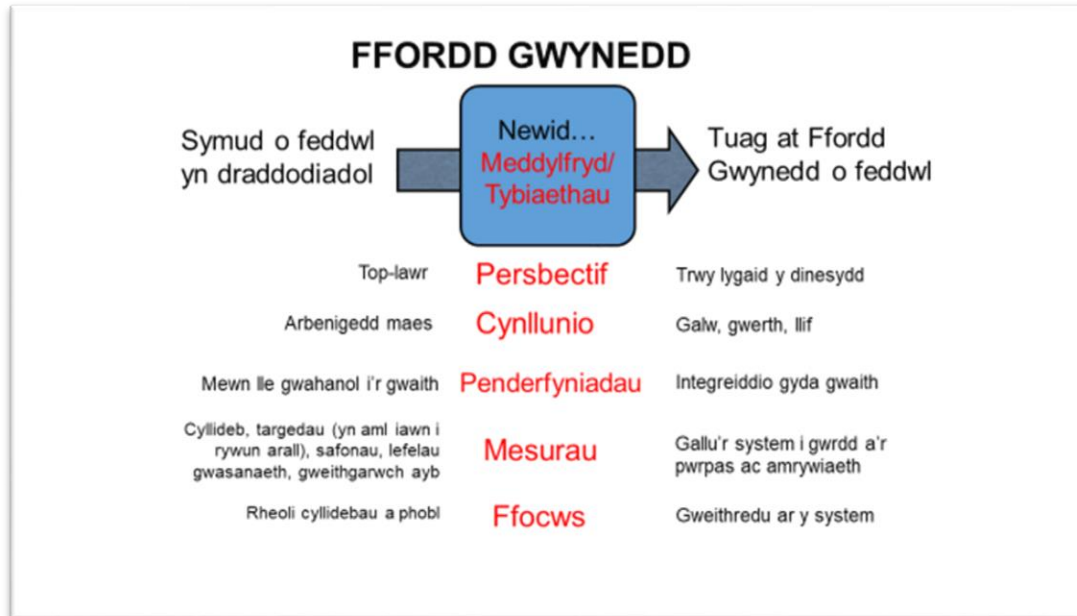 FFORDD GWYNEDD
Symud o feddwl
yn draddodiadol
Newid...
Meddylfryd/
Tybiaethau
Tuag at Ffordd
Gwynedd o feddwl
Top-lawr
Persbectif
Trwy lygaid y dinesydd
Arbenigedd maes
Cynllunio
Galw, gwerth, llif
Mewn lle gwahanol i'r gwaith
Penderfyniadau
Integreiddio gyda gwaith
Cyllideb, targedau (yn aml iawn i
rywun arall), safonau, lefelau
gwasanaeth, gweithgarwch ayb
Mesurau
Gallu'r system i gwrdd a'r
pwrpas ac amrywiaeth
Rheoli cyllidebau a phobl
Ffocws
Gweithredu ar y system